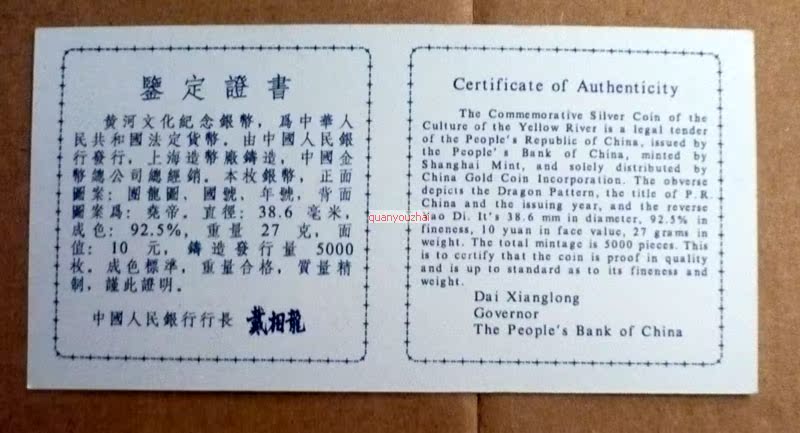 鑒定證書
黃河文化紀念銀幣，爲中華人
民共和國法定貨幣。由中國人民銀
行發行，上海造幣廠鑄造，中國金
幣總公司總經銷。本枚銀幣，正面
圖案：團龍圖、國號、年號，背面
圖案爲：堯帝。直徑：38.6 毫米，
成色：92.5%，重量 27 克，面
值：10 元，鑄造發行量 5000
枚。成色標準，重量合格，質量精
制，謹此證明。
中國人民銀行行長 戴相龍
Certificate of Authenticity
The Commemorative Silver Coin of the
Culture of the Yellow River is a legal tender
of the People's Republic of China, issued by
the People's Bank of China, minted by
Shanghai Mint, and solely distributed by
China Gold Coin Incorporation. The obverse
depicts the Dragon Pattern, the title of P.R.
China and the issuing year, and the reverse
Yao Di. It's 38.6 mm in diameter, 92.5% in
fineness, 10 yuan in face value, 27 grams in
weight. The total mintage is 5000 pieces. This
is to certify that the coin is proof in quality
and is up to standard as to its fineness and
weight.
Dai Xianglong
Governor
The People's Bank of China
quanyouzhai